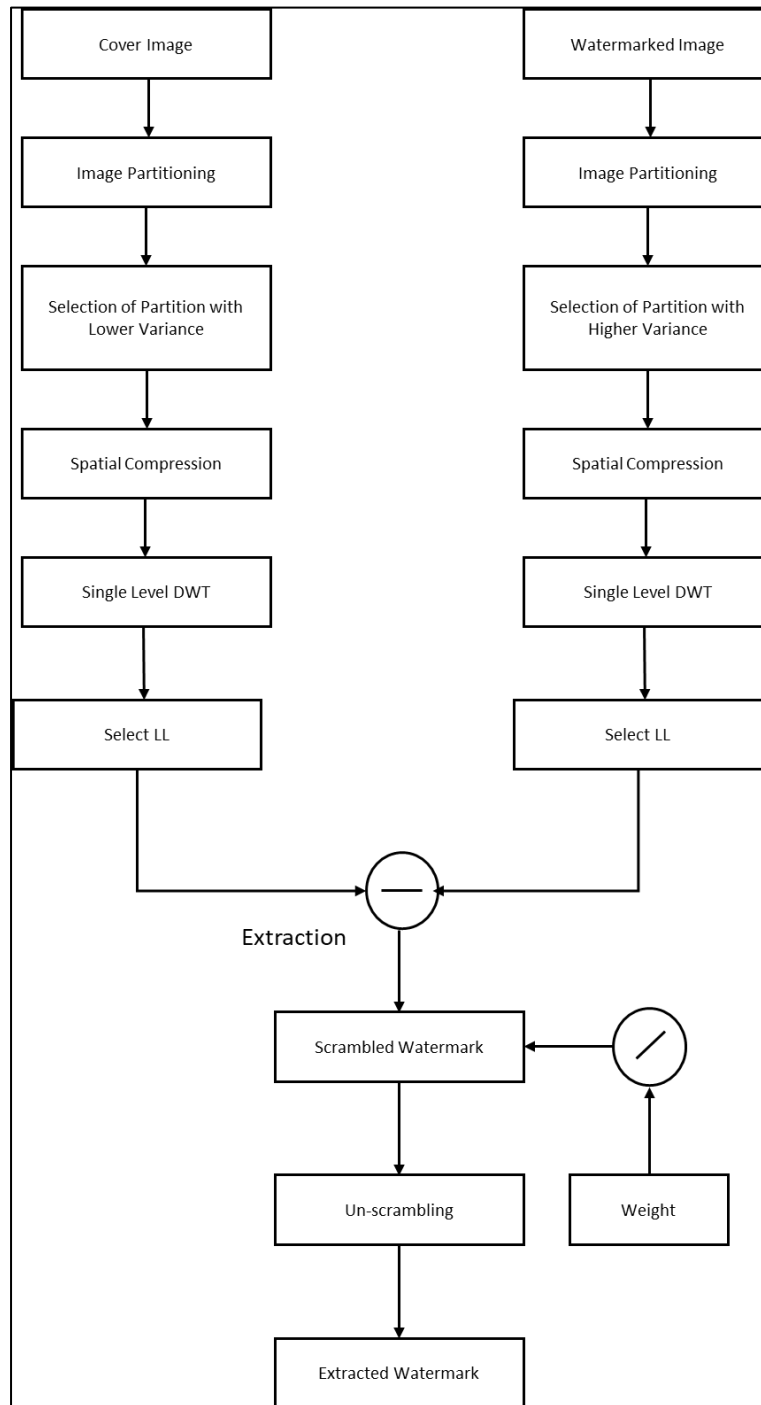 Cover Image
Watermarked Image
Image Partitioning
Image Partitioning
Selection of Partition with
Lower Variance
Selection of Partition with
Higher Variance
Spatial Compression
Spatial Compression
Single Level DWT
Single Level DWT
Select LL
Select LL
Extraction
Scrambled Watermark
Un-scrambling
Weight
Extracted Watermark